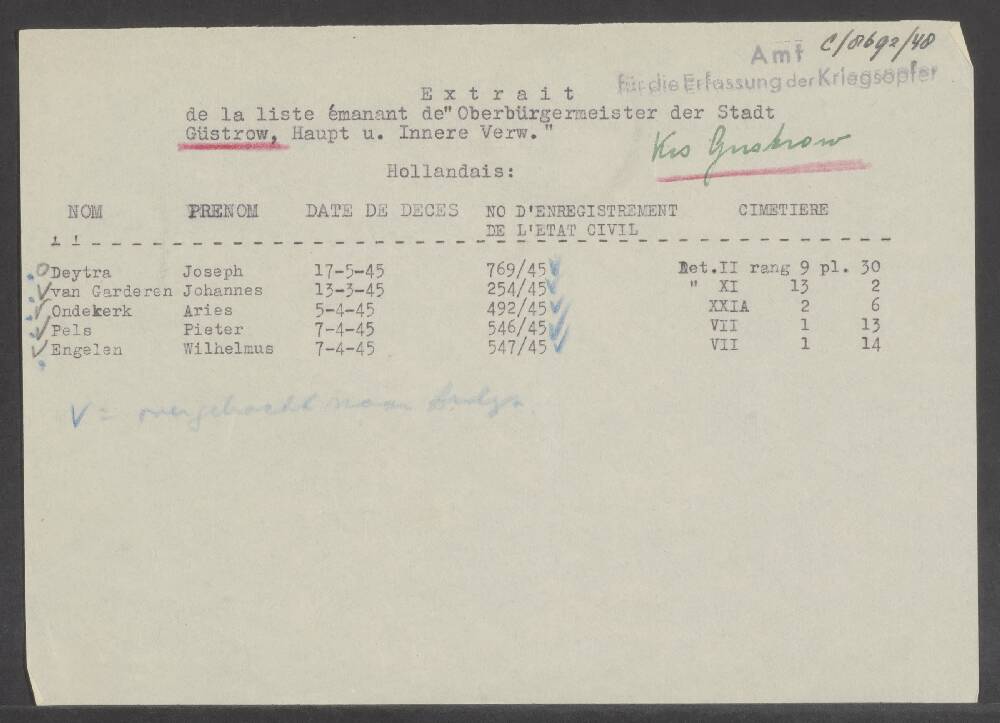 Amt C/8692/48
für die Erfassung der Kriegsopfer
Extrait
de la liste émanant de "Oberbürgermeister der Stadt
Güstrow, Haupt u. Innere Verw."
Krs Güstrow
Hollandais:
NOM PRENOM DATE DE DECES NO D'ENREGISTREMENT CIMETIERE
DE L'ETAT CIVIL
Deytra Joseph 17-5-45 769/45 Det.II rang 9 pl. 30
van Garderen Johannes 13-3-45 254/45 " XI 13 2
Ondekerk Aries 5-4-45 492/45 XXIA 2 6
Pels Pieter 7-4-45 546/45 VII 1 13
Engelen Wilhelmus 7-4-45 547/45 VII 1 14
V = overgebracht naar